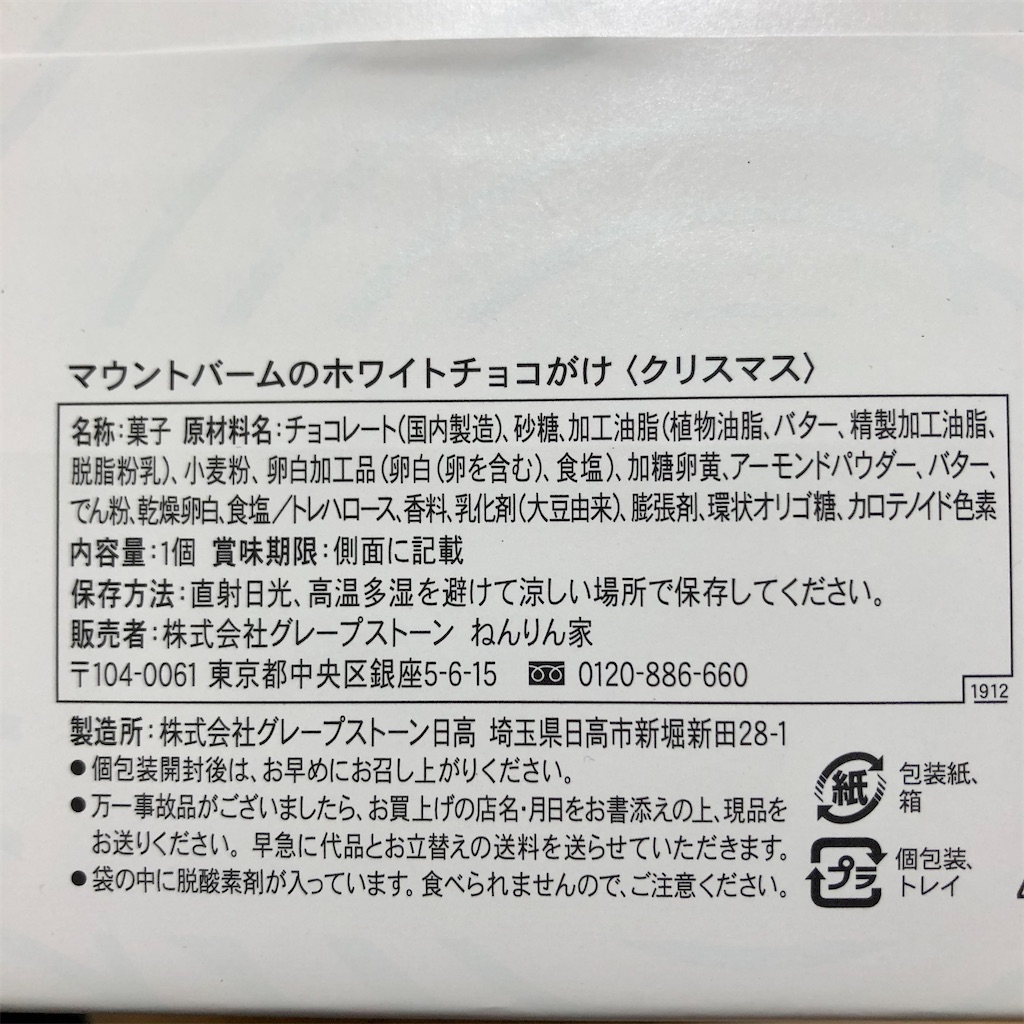 マウントバームのホワイトチョコがけ〈クリスマス〉
名称:菓子 原材料名:チョコレート(国内製造)、砂糖、加工油脂(植物油脂、バター、精製加工油脂、
脱脂粉乳)、小麦粉、卵白加工品(卵白(卵を含む)、食塩)、加糖卵黄、アーモンドパウダー、バター、
でん粉、乾燥卵白、食塩/トレハロース、香料、乳化剤(大豆由来)、膨張剤、環状オリゴ糖、カロテノイド色素
内容量:1個 賞味期限:側面に記載
保存方法:直射日光、高温多湿を避けて涼しい場所で保存してください。
販売者:株式会社グレープストーン ねんりん家
〒104-0061 東京都中央区銀座5-6-15 0120-886-660
1912
製造所:株式会社グレープストーン日高 埼玉県日高市新堀新田28-1
●個包装開封後は、お早めにお召し上がりください。
●万一事故品がございましたら、お買上げの店名・月日をお書添えの上、現品を
お送りください。早急に代品とお立替えの送料を送らせていただきます。
●袋の中に脱酸素剤が入っています。食べられませんので、ご注意ください。
紙 包装紙、
箱
プラ 個包装、
トレイ